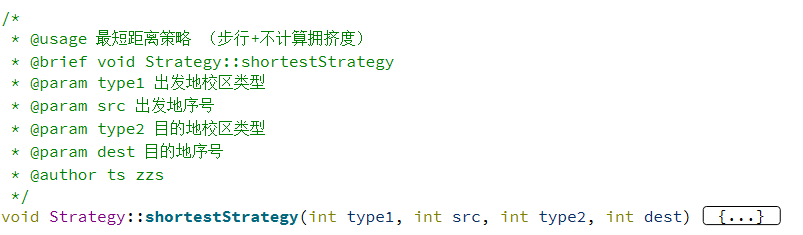 /*
 * @usage 最短距离策略 （步行+不计算拥挤度）
 * @brief void Strategy::shortestStrategy
 * @param type1 出发地校区类型
 * @param src 出发地序号
 * @param type2 目的地校区类型
 * @param dest 目的地序号
 * @author ts zzs
 */
void Strategy::shortestStrategy(int type1, int src, int type2, int dest) {...}